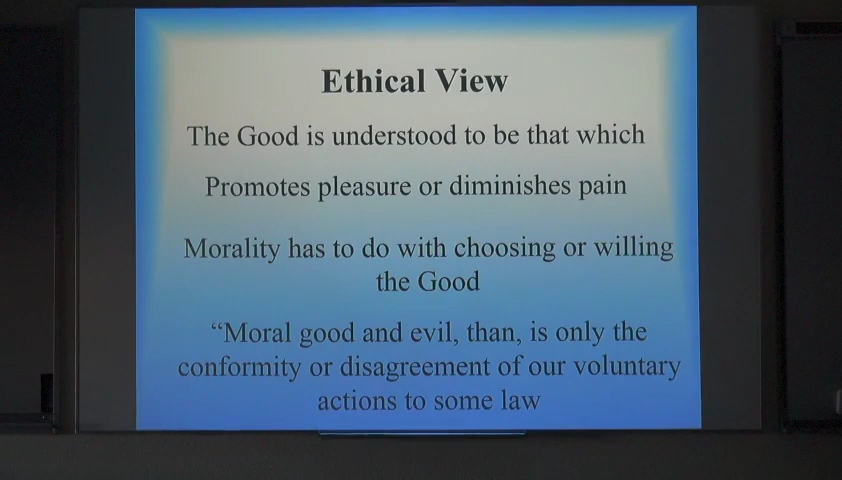 Ethical View
The Good is understood to be that which
Promotes pleasure or diminishes pain
Morality has to do with choosing or willing
the Good
“Moral good and evil, than, is only the
conformity or disagreement of our voluntary
actions to some law